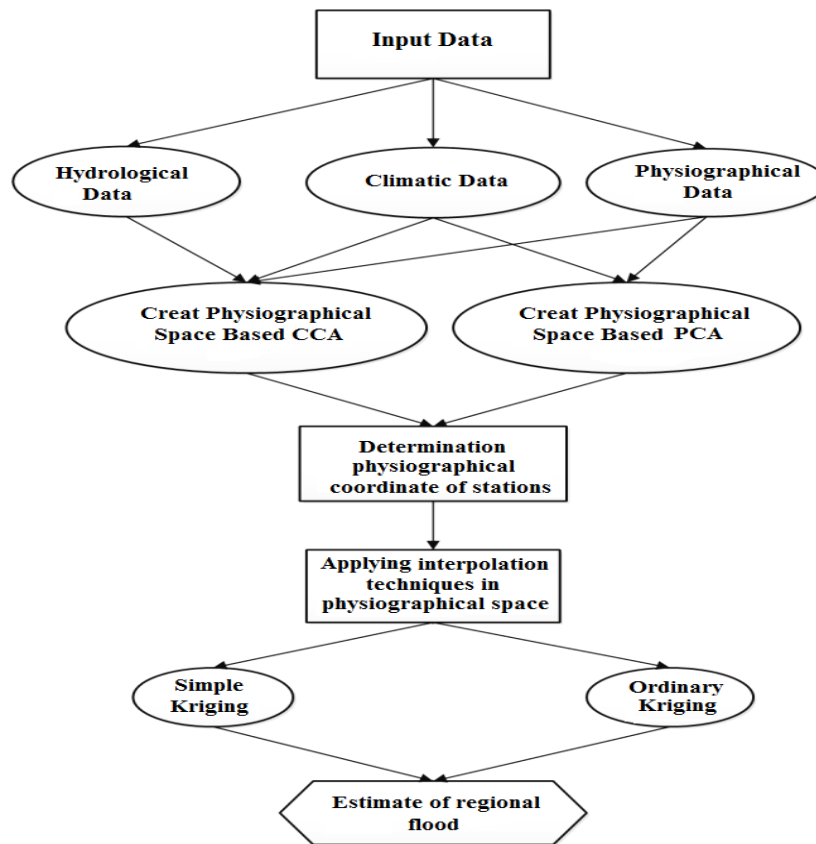 Input Data
Hydrological
Data
Climatic Data
Physiographical
Data
Creat Physiographical
Space Based CCA
Creat Physiographical
Space Based PCA
Determination
physiographical
coordinate of stations
Applying interpolation
techniques in
physiographical space
Simple
Kriging
Ordinary
Kriging
Estimate of regional
flood